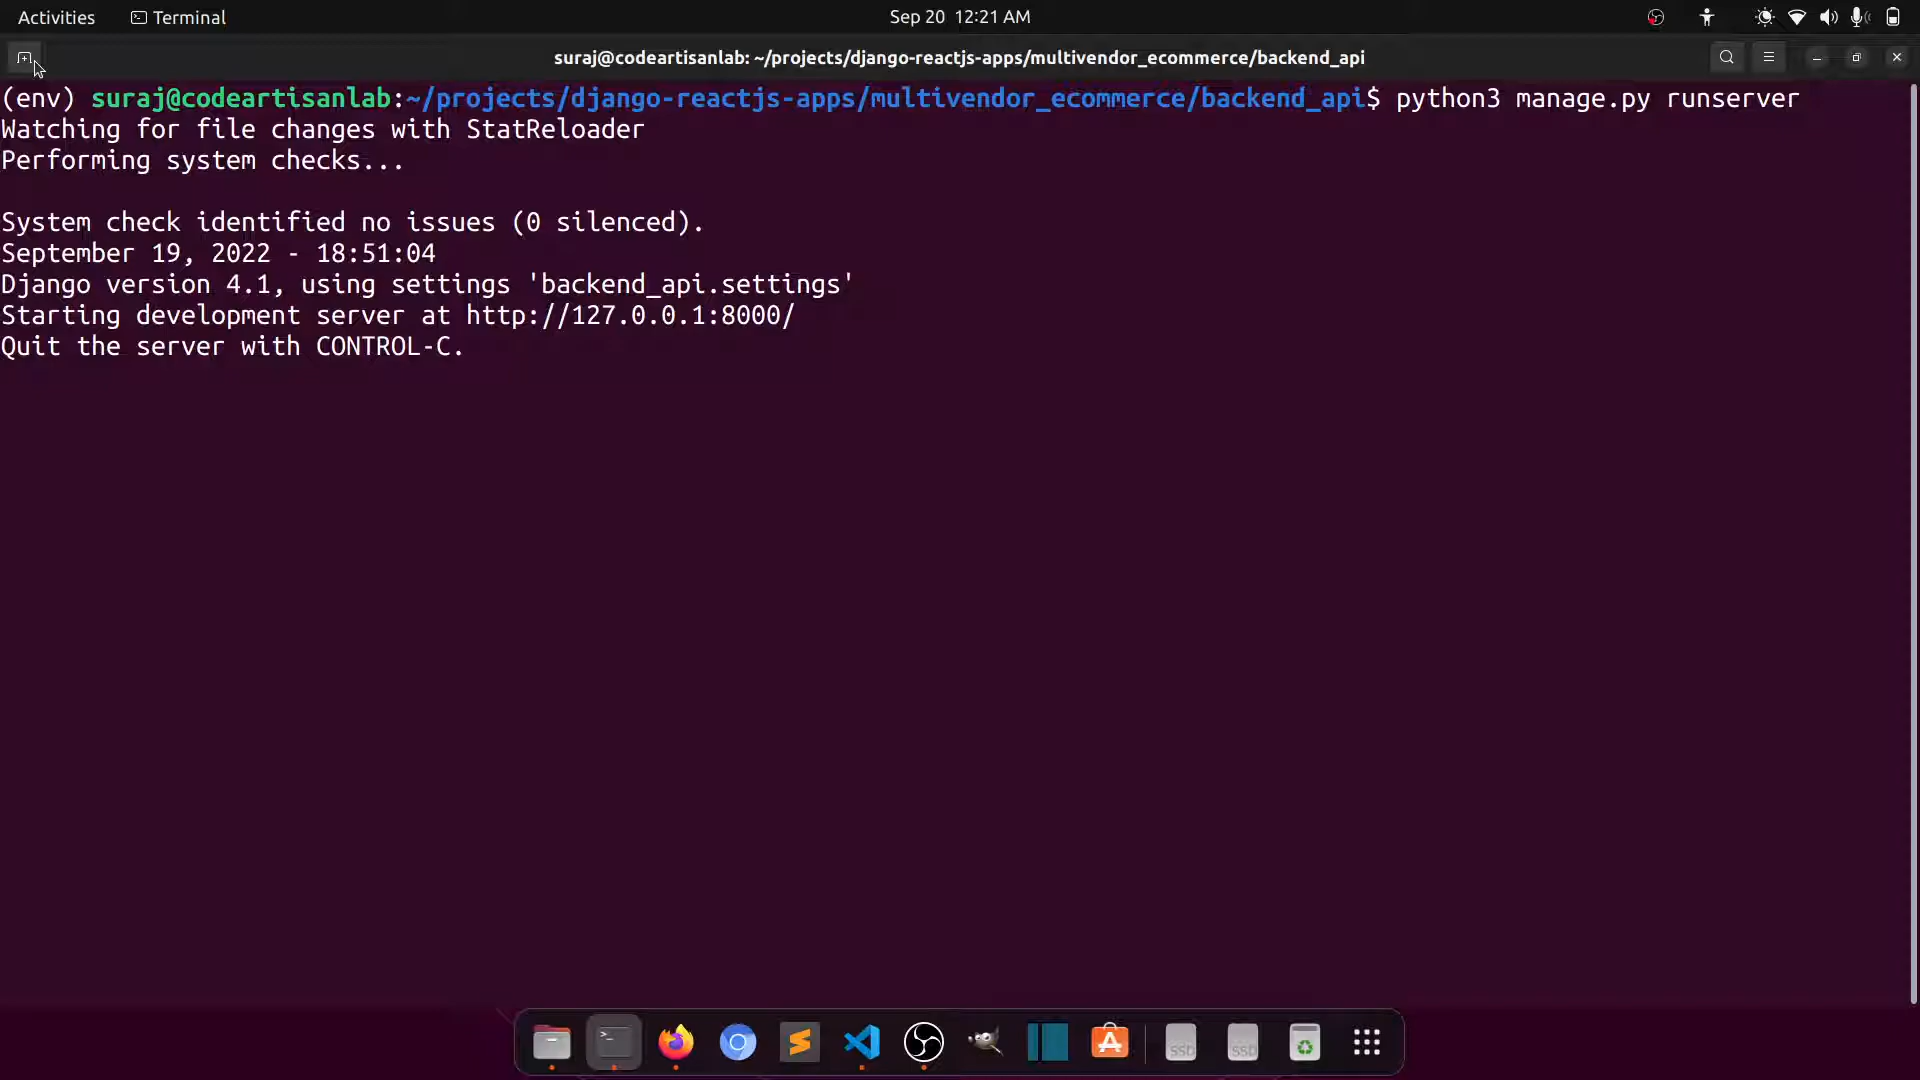 Activities Terminal Sep 20 12:21 AM
suraj@codeartisanlab: ~/projects/django-reactjs-apps/multivendor_ecommerce/backend_api
(env) suraj@codeartisanlab:~/projects/django-reactjs-apps/multivendor_ecommerce/backend_api$ python3 manage.py runserver
Watching for file changes with StatReloader
Performing system checks...
System check identified no issues (0 silenced).
September 19, 2022 - 18:51:04
Django version 4.1, using settings 'backend_api.settings'
Starting development server at http://127.0.0.1:8000/
Quit the server with CONTROL-C.
SSD SSD